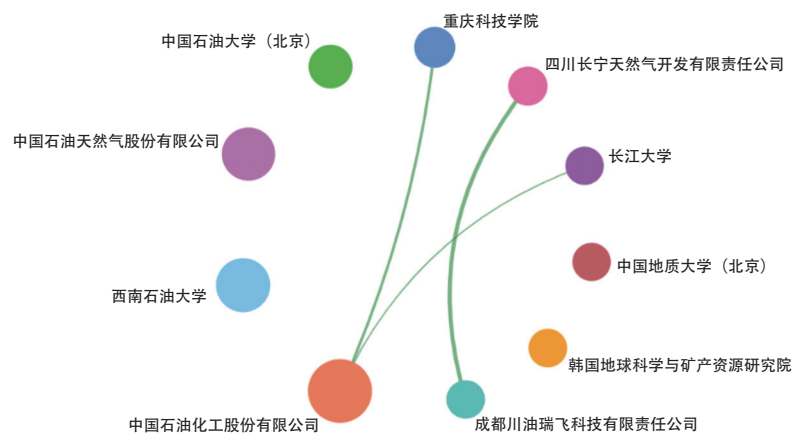 重庆科技学院
中国石油大学（北京）
四川长宁天然气开发有限责任公司
中国石油天然气股份有限公司
长江大学
中国地质大学（北京）
西南石油大学
韩国地球科学与矿产资源研究院
中国石油化工股份有限公司
成都川油瑞飞科技有限责任公司